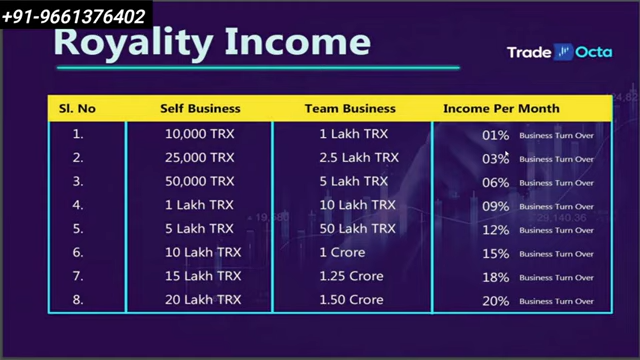 +91-9661376402
Royality Income
Trade Octa
Sl. No Self Business Team Business Income Per Month
1. 10,000 TRX 1 Lakh TRX 01% Business Turn Over
2. 25,000 TRX 2.5 Lakh TRX 03% Business Turn Over
3. 50,000 TRX 5 Lakh TRX 06% Business Turn Over
4. 1 Lakh TRX 10 Lakh TRX 09% Business Turn Over
5. 5 Lakh TRX 50 Lakh TRX 12% Business Turn Over
6. 10 Lakh TRX 1 Crore 15% Business Turn Over
7. 15 Lakh TRX 1.25 Crore 18% Business Turn Over
8. 20 Lakh TRX 1.50 Crore 20% Business Turn Over